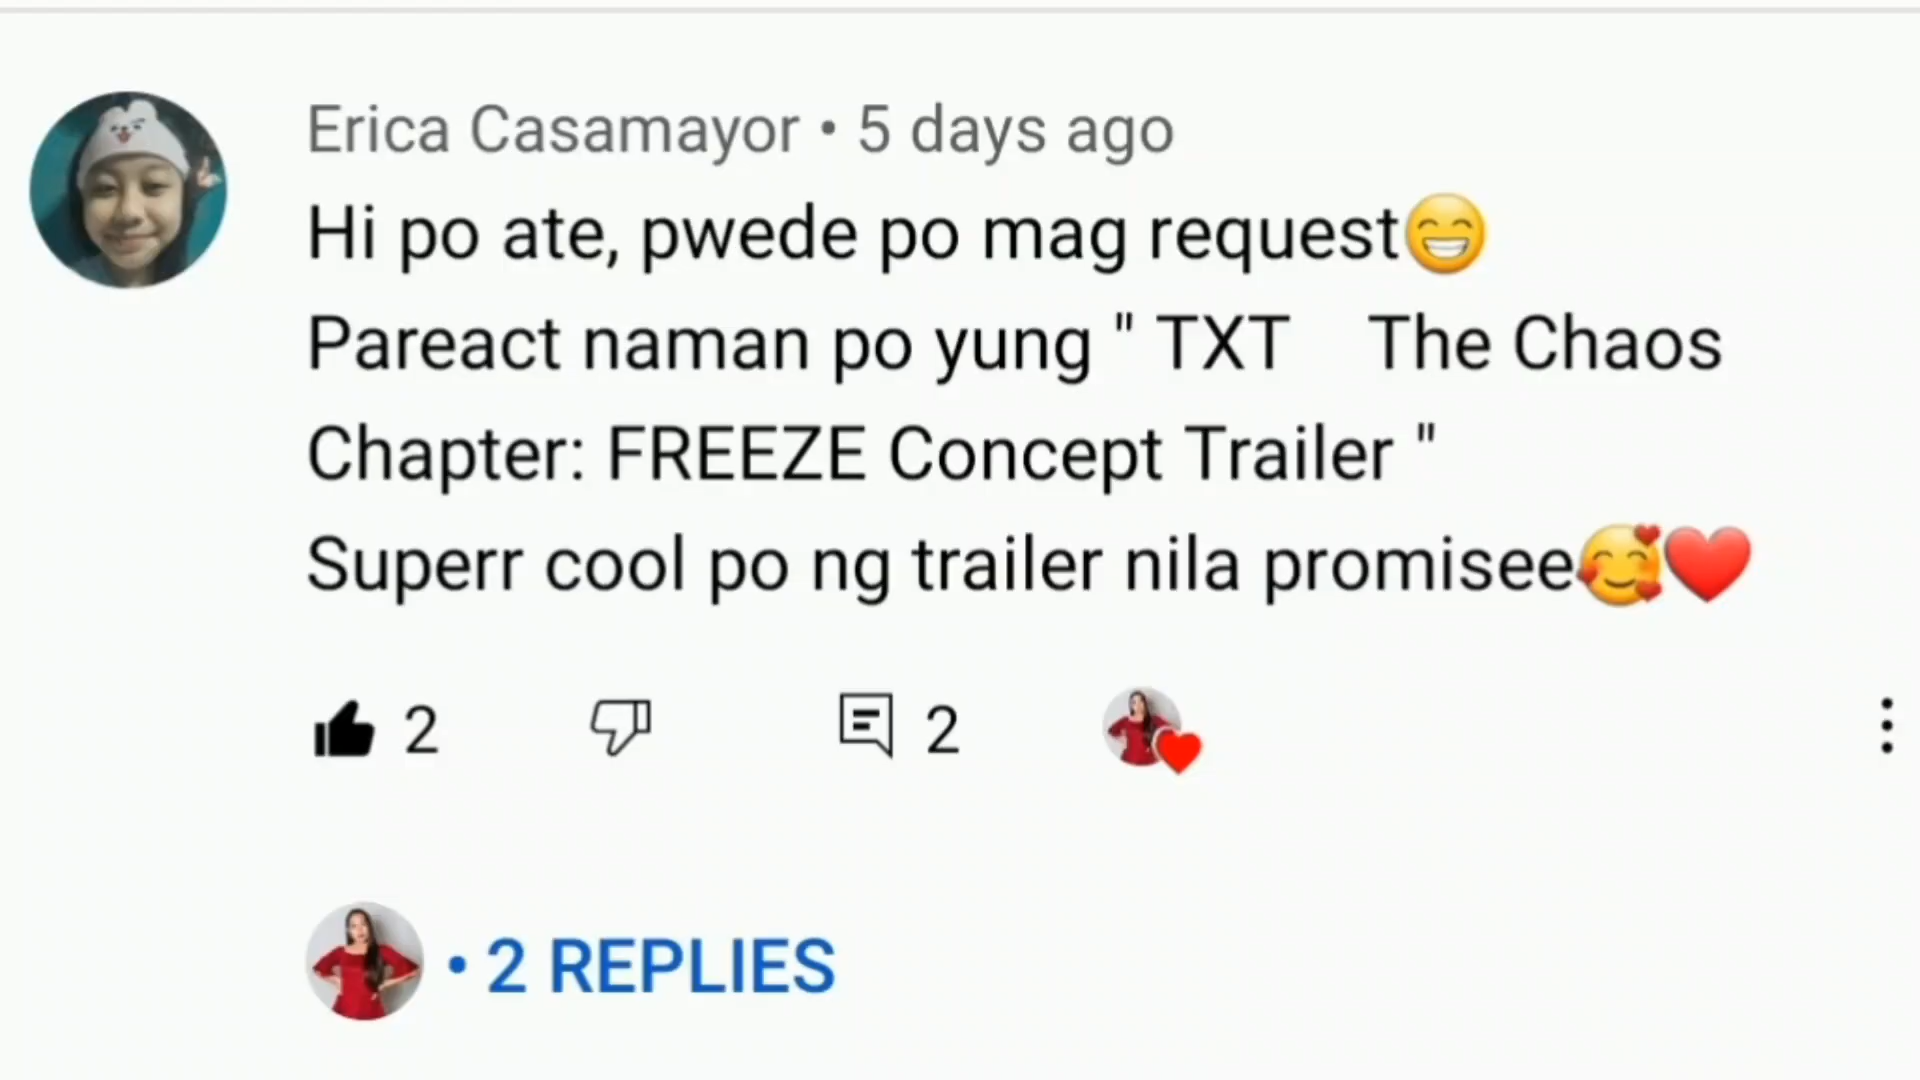 Erica Casamayor • 5 days ago
Hi po ate, pwede po mag request😁
Pareact naman po yung " TXT    The Chaos
Chapter: FREEZE Concept Trailer "
Superr cool po ng trailer nila promisee🥰❤️
2 2
• 2 REPLIES